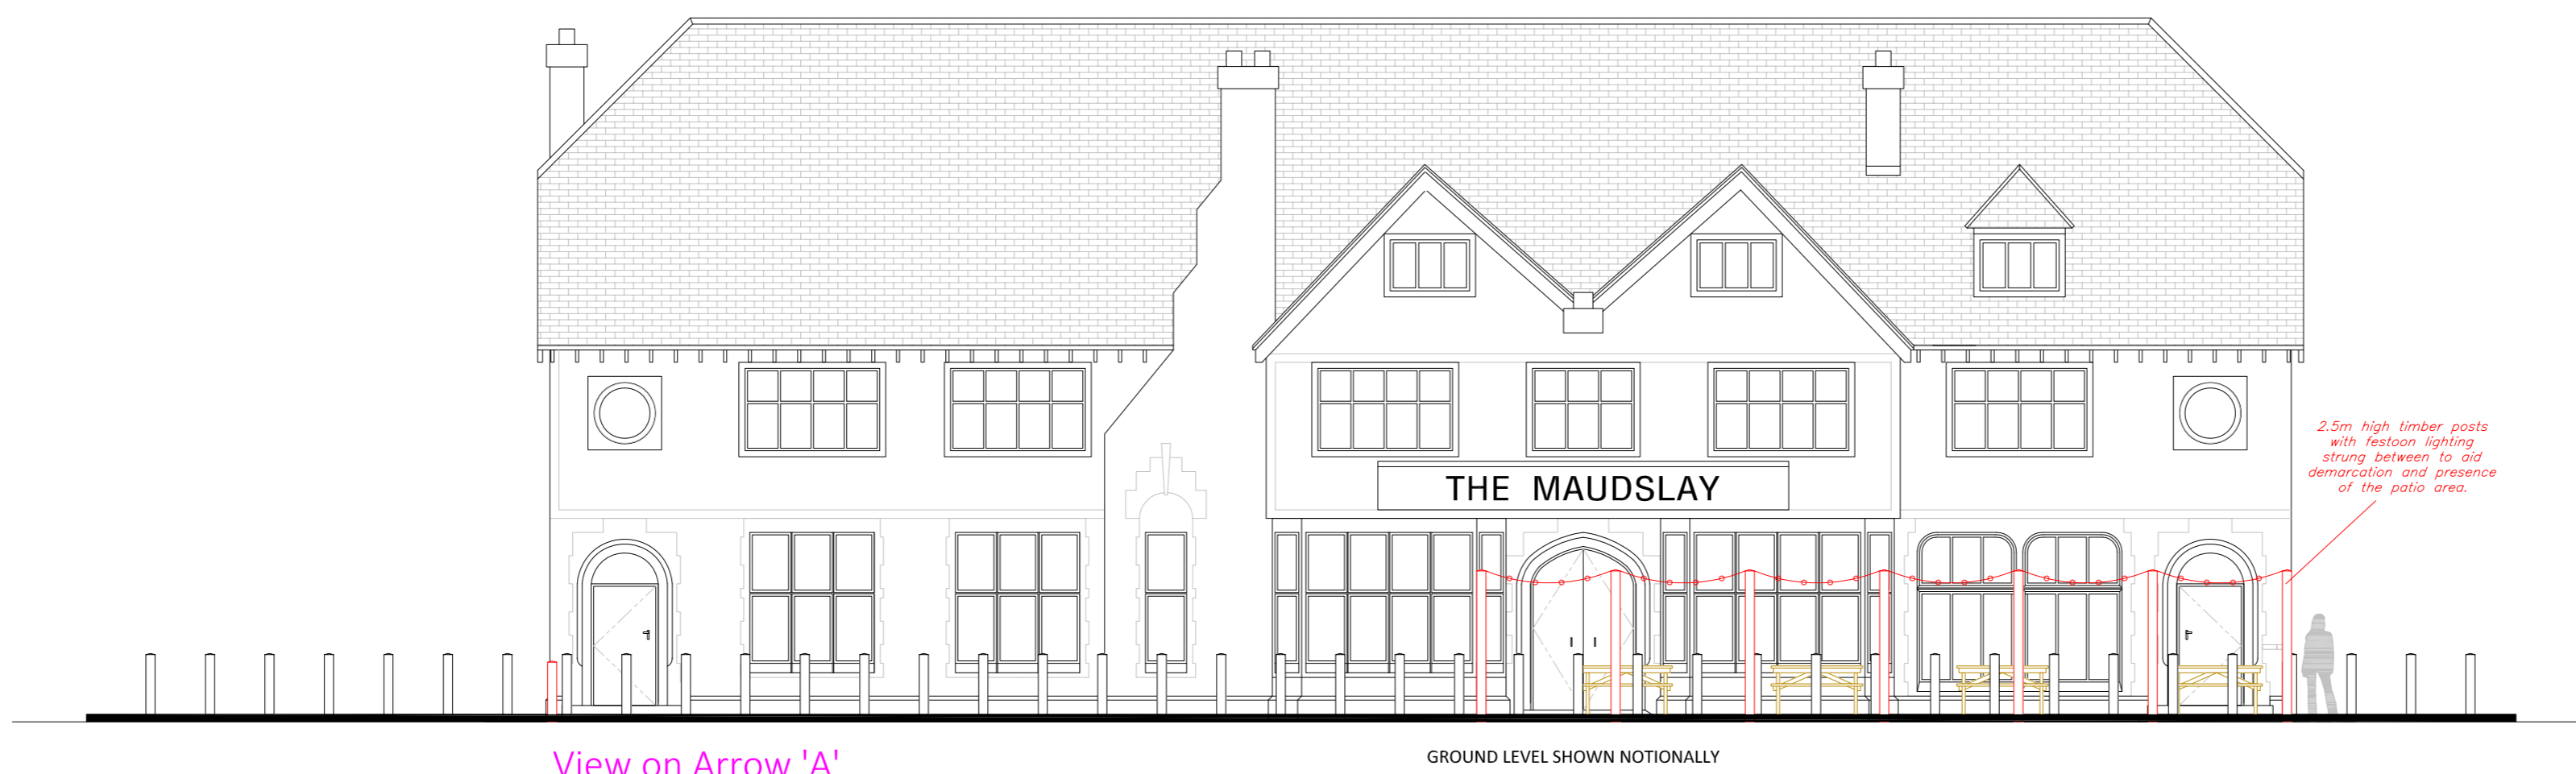 2.5m high timber posts
with festoon lighting
strung between to aid
demarcation and presence
of the patio area.
THE MAUDSLAY
View on Arrow 'A'
GROUND LEVEL SHOWN NOTIONALLY